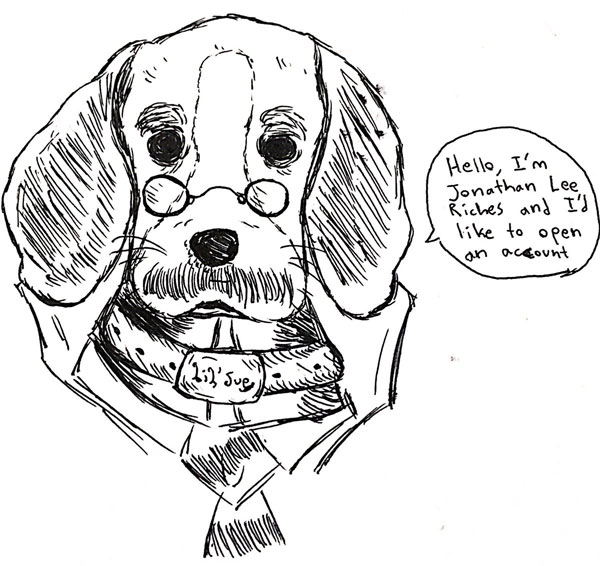 Hello, I'm
Jonathan Lee
Riches and I'd
like to open
an account
Lil' Sue